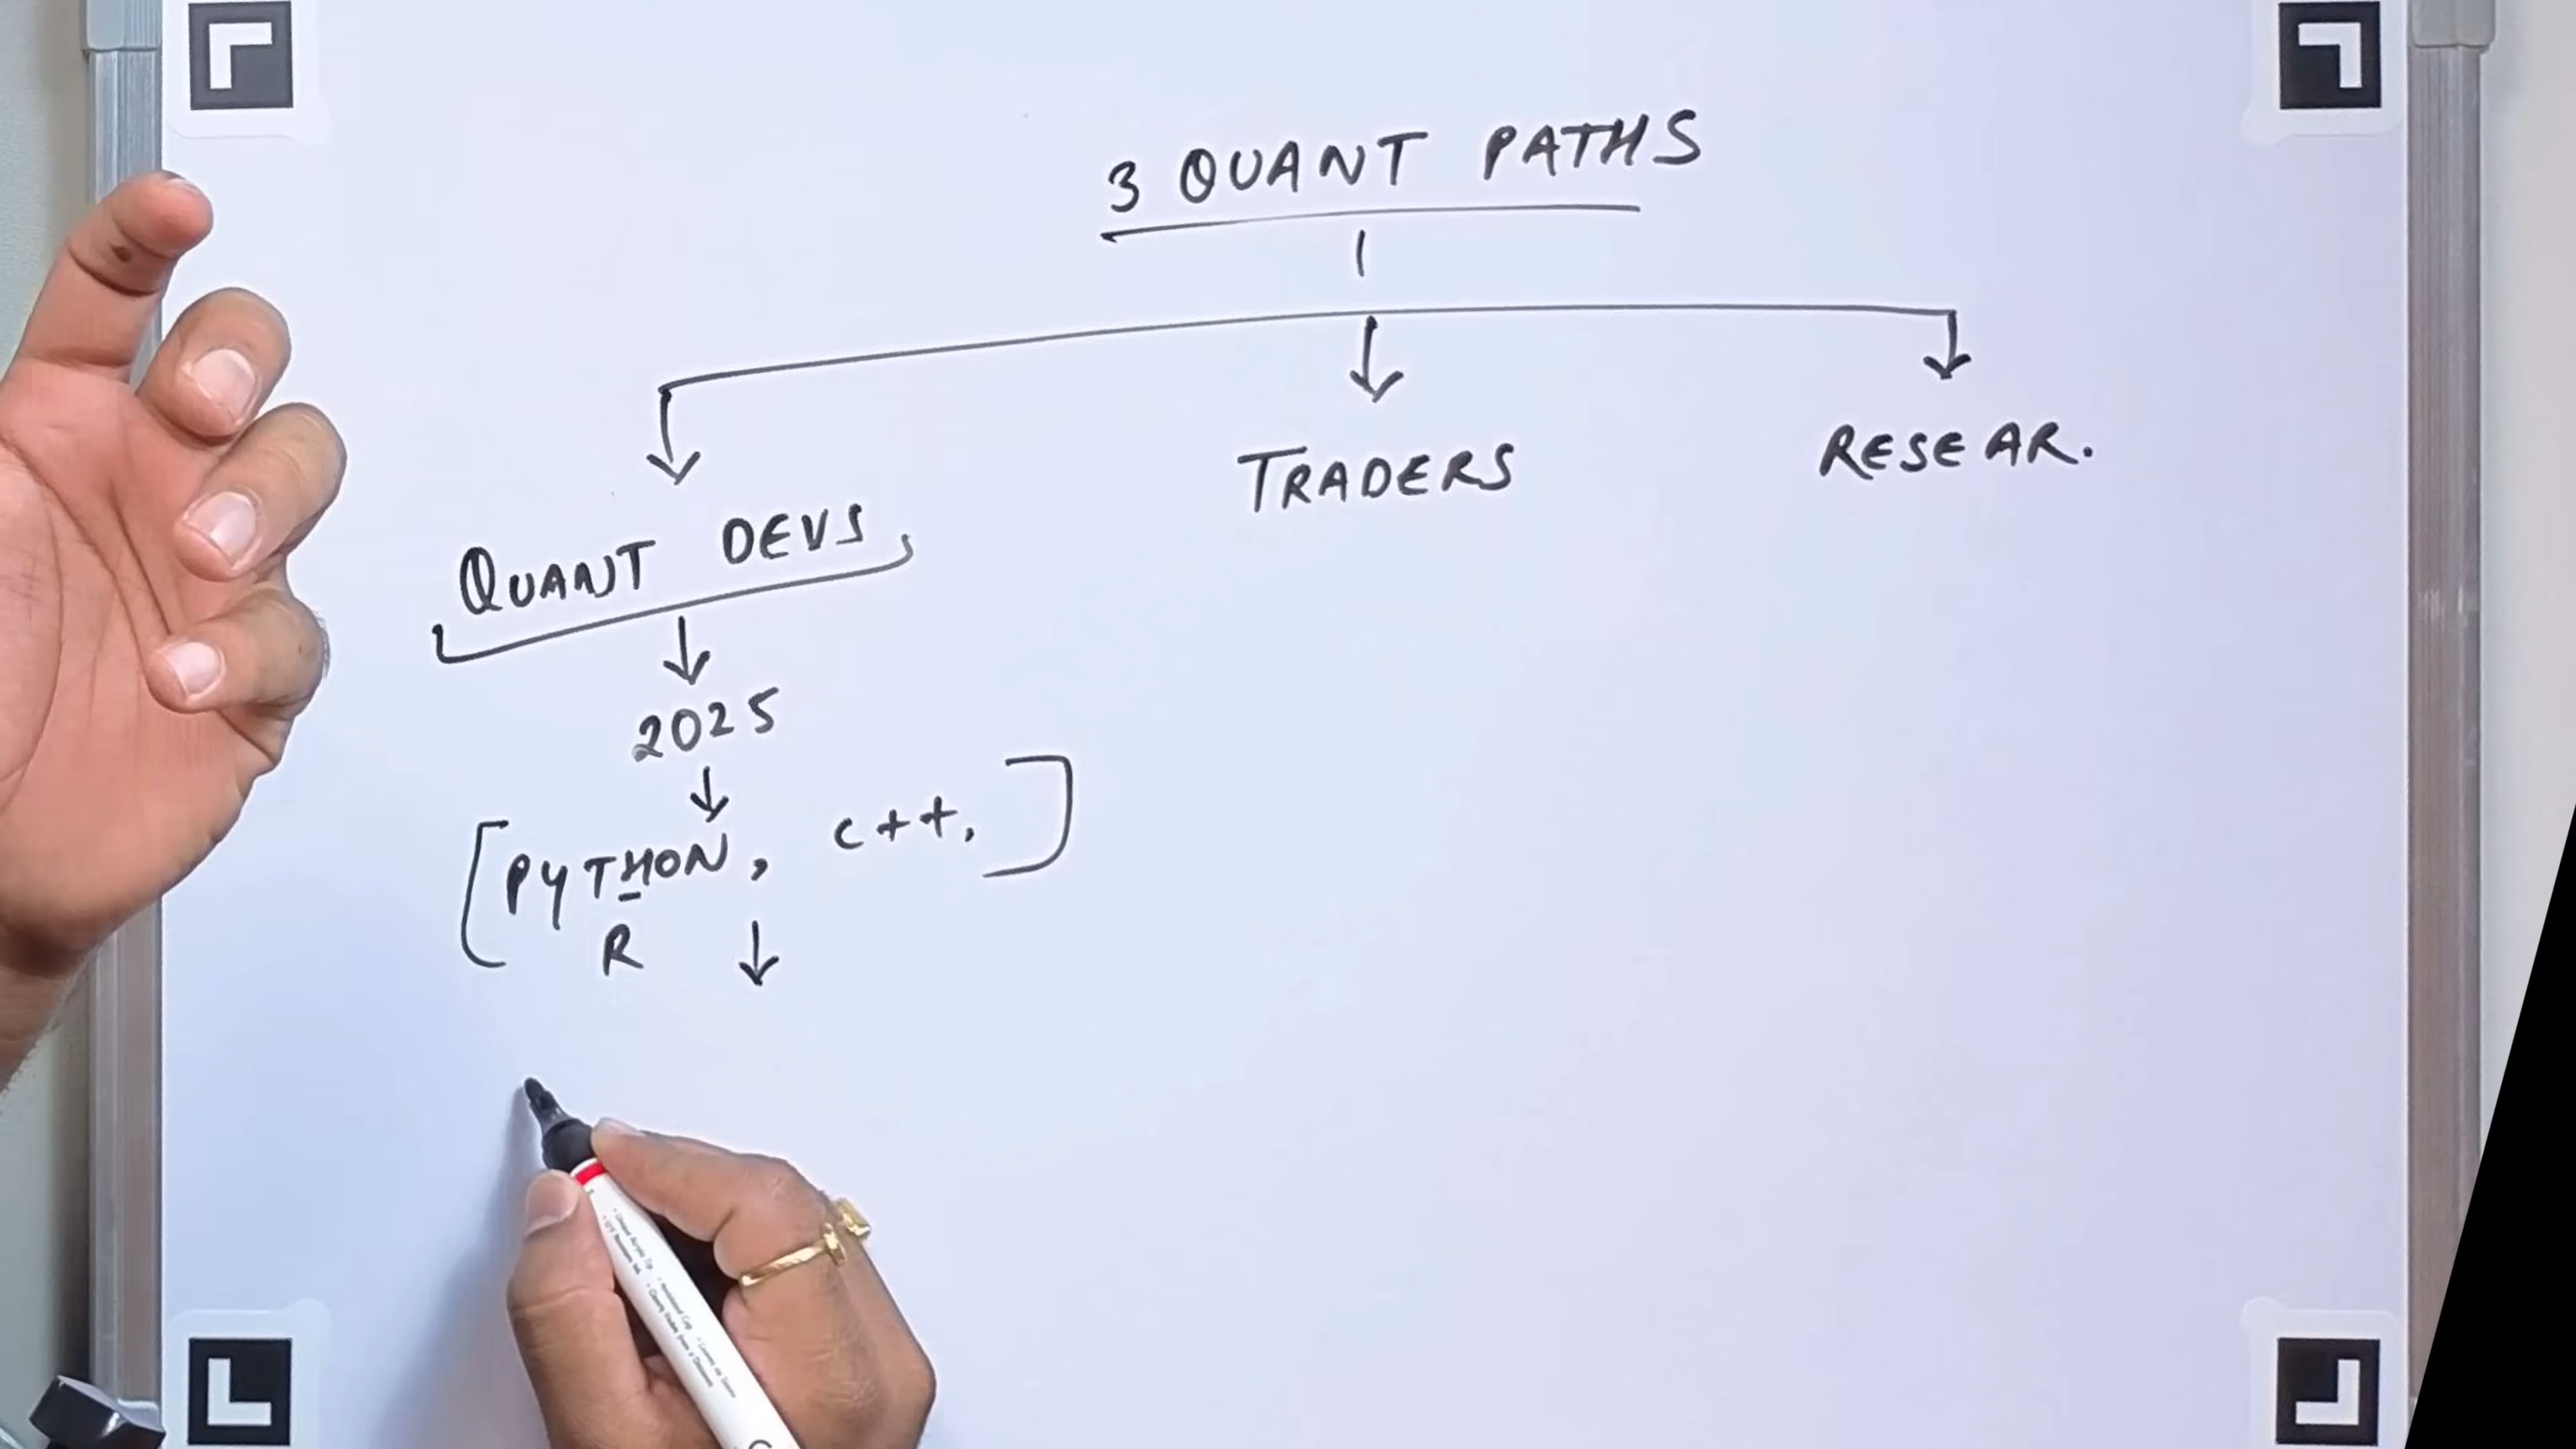 3 QUANT PATHS
TRADERS
RESEAR.
QUANT DEVS
2025
[PYTHON, C++,]
R